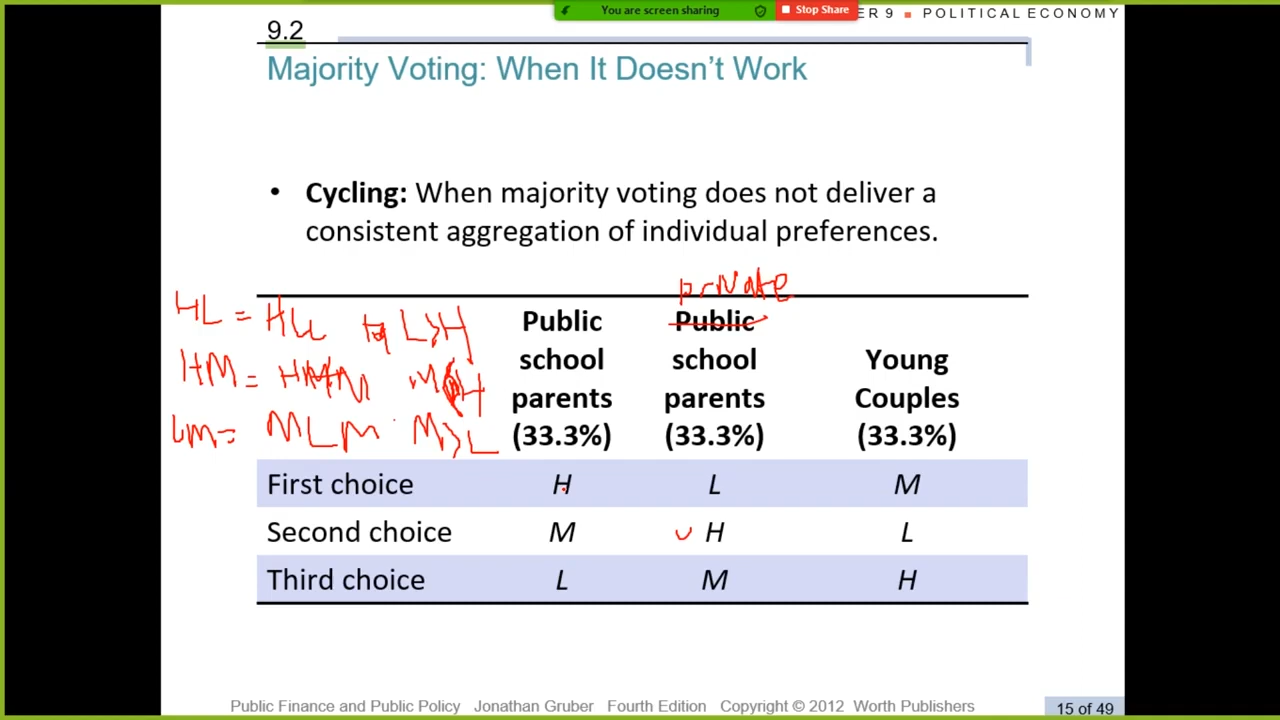 You are screen sharing Stop Share ER 9 ■ POLITICAL ECONOMY
9.2
Majority Voting: When It Doesn’t Work
• Cycling: When majority voting does not deliver a
consistent aggregation of individual preferences.
private
HL = HLL L>H
HM =
LM= MLM M>L
Public Public
school school Young
parents parents Couples
(33.3%) (33.3%) (33.3%)
First choice H L M
Second choice M H L
Third choice L M H
Public Finance and Public Policy Jonathan Gruber Fourth Edition Copyright © 2012 Worth Publishers 15 of 49